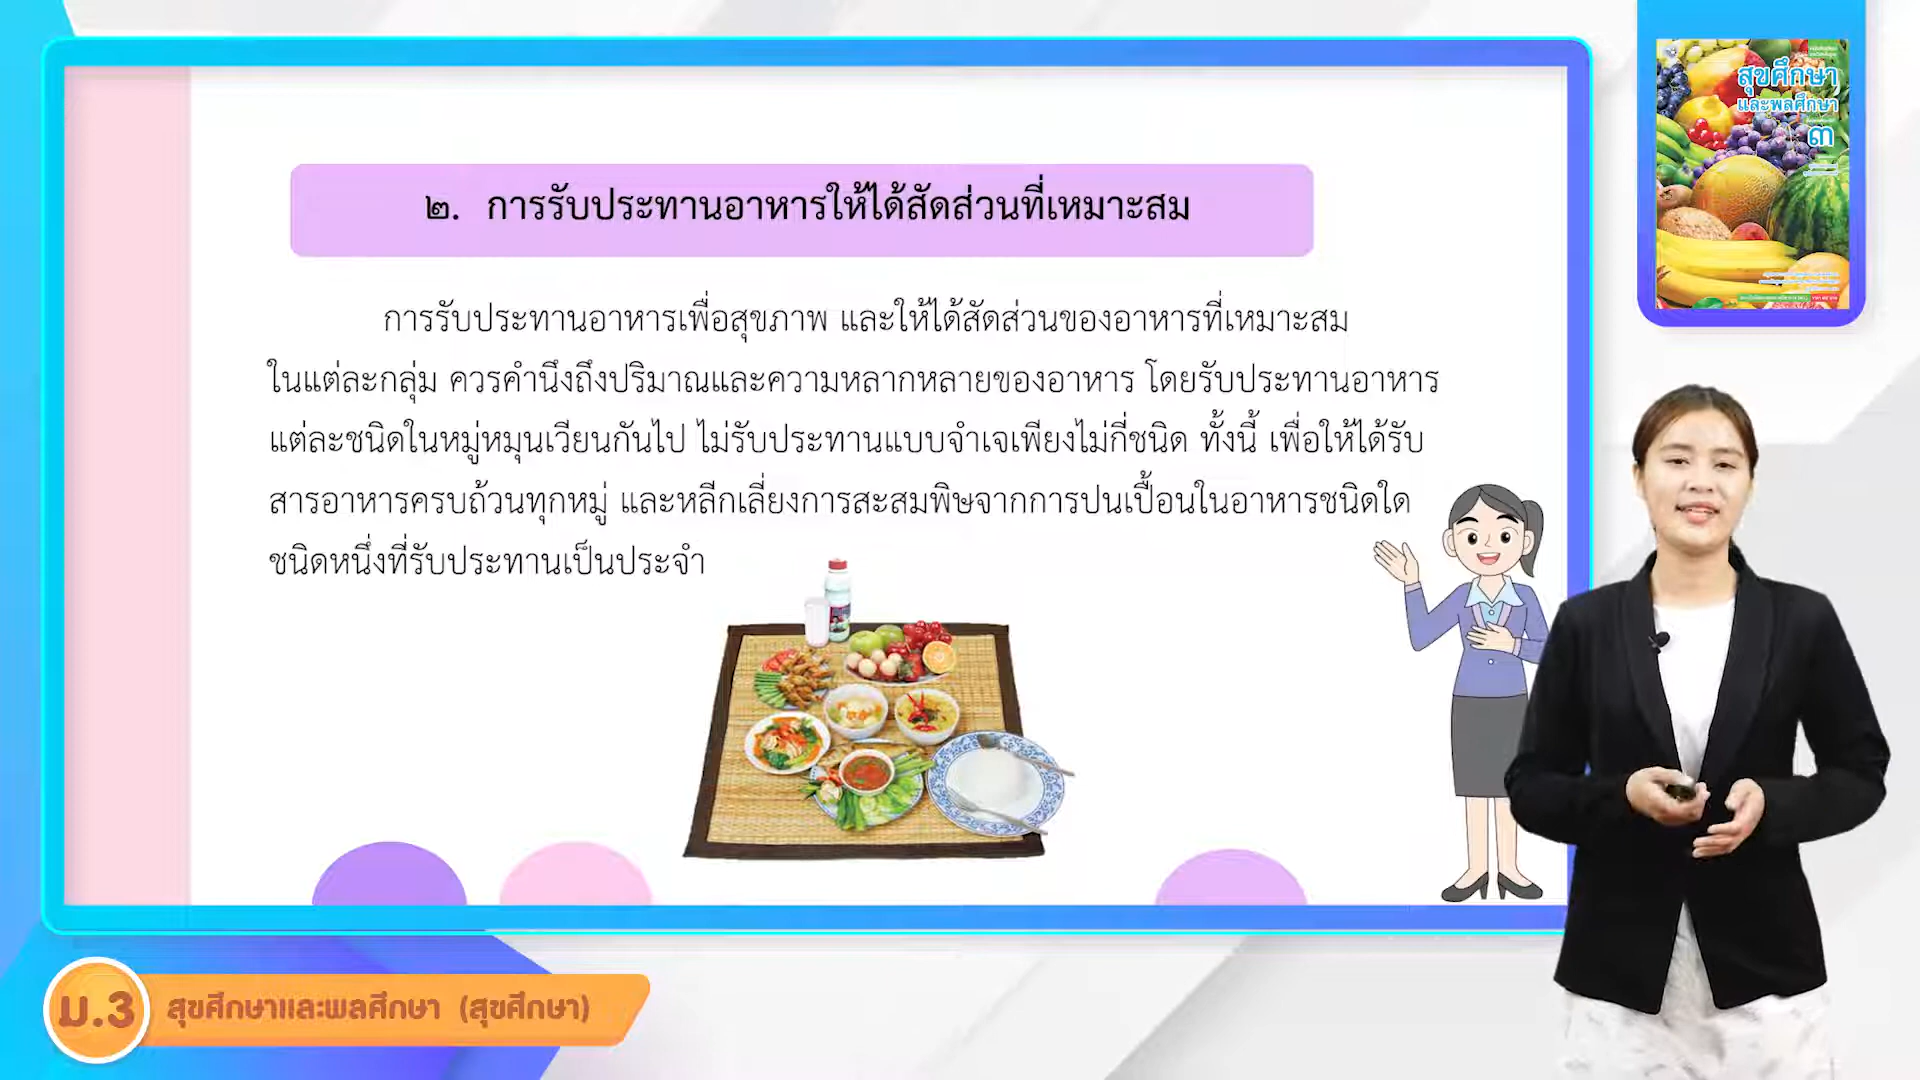 ๒. การรับประทานอาหารให้ได้สัดส่วนที่เหมาะสม
การรับประทานอาหารเพื่อสุขภาพ และให้ได้สัดส่วนของอาหารที่เหมาะสม
ในแต่ละกลุ่ม ควรคำนึงถึงปริมาณและความหลากหลายของอาหาร โดยรับประทานอาหาร
แต่ละชนิดในหมู่หมุนเวียนกันไป ไม่รับประทานแบบจำเจเพียงไม่กี่ชนิด ทั้งนี้ เพื่อให้ได้รับ
สารอาหารครบถ้วนทุกหมู่ และหลีกเลี่ยงการสะสมพิษจากการปนเปื้อนในอาหารชนิดใด
ชนิดหนึ่งที่รับประทานเป็นประจำ
สุขศึกษา
และพลศึกษา
๓
ม.3 สุขศึกษาและพลศึกษา (สุขศึกษา)